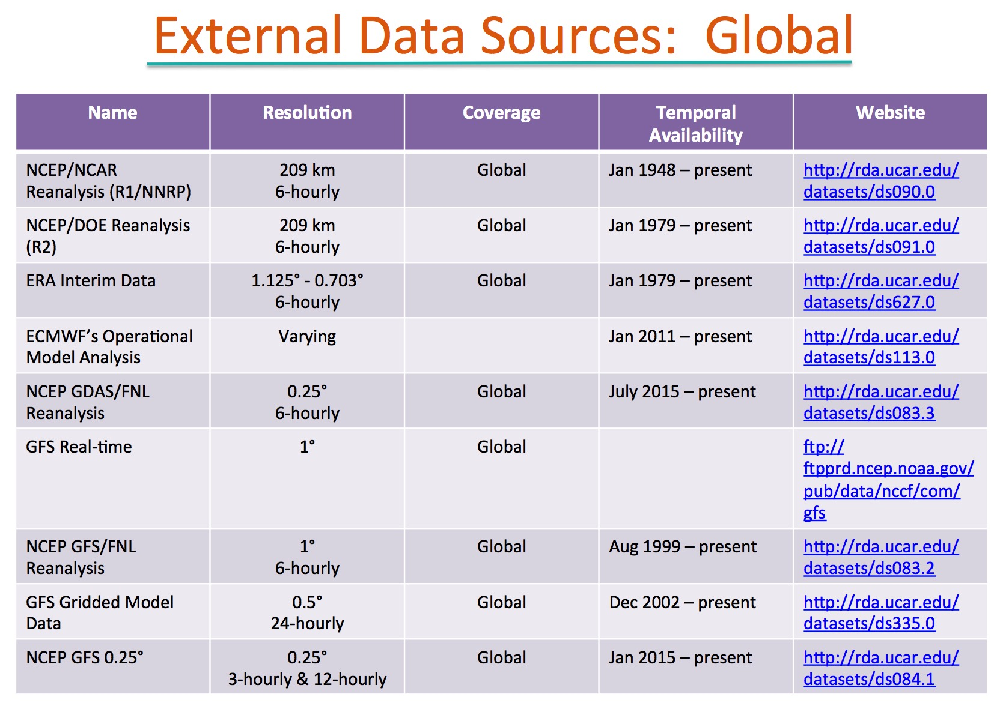 External Data Sources:  Global
Name Resolution Coverage Temporal Availability Website
NCEP/NCAR Reanalysis (R1/NNRP) 209 km 6-hourly Global Jan 1948 – present http://rda.ucar.edu/datasets/ds090.0
NCEP/DOE Reanalysis (R2) 209 km 6-hourly Global Jan 1979 – present http://rda.ucar.edu/datasets/ds091.0
ERA Interim Data 1.125° - 0.703° 6-hourly Global Jan 1979 – present http://rda.ucar.edu/datasets/ds627.0
ECMWF’s Operational Model Analysis Varying Jan 2011 – present http://rda.ucar.edu/datasets/ds113.0
NCEP GDAS/FNL Reanalysis 0.25° 6-hourly Global July 2015 – present http://rda.ucar.edu/datasets/ds083.3
GFS Real-time 1° Global ftp://ftpprd.ncep.noaa.gov/pub/data/nccf/com/gfs
NCEP GFS/FNL Reanalysis 1° 6-hourly Global Aug 1999 – present http://rda.ucar.edu/datasets/ds083.2
GFS Gridded Model Data 0.5° 24-hourly Global Dec 2002 – present http://rda.ucar.edu/datasets/ds335.0
NCEP GFS 0.25° 0.25° 3-hourly & 12-hourly Global Jan 2015 – present http://rda.ucar.edu/datasets/ds084.1